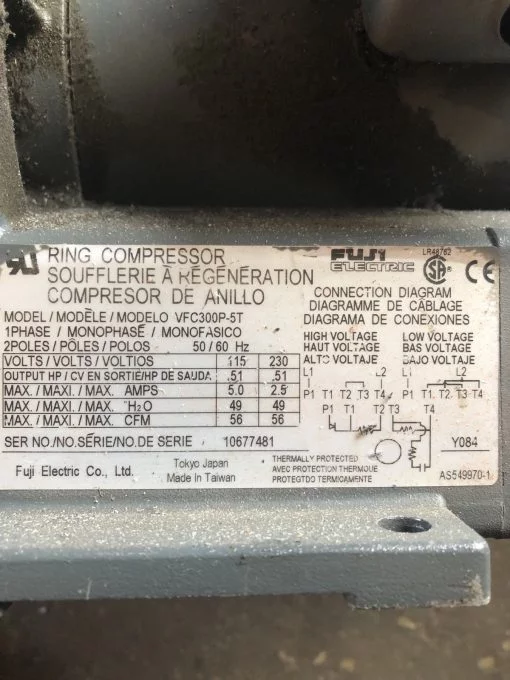 RING COMPRESSOR
SOUFFLERIE À RÉGENÉRATION
COMPRESOR DE ANILLO
MODEL / MODÈLE / MODELO VFC300P-5T
1PHASE / MONOPHASÉ / MONOFASICO
2POLES / PÔLES / POLOS 50 / 60 Hz
VOLTS / VOLTS / VOLTIOS 115 230
OUTPUT HP / CV EN SORTIE/HP DE SAUDA .51 .51
MAX. / MAXI. / MAX. AMPS 5.0 2.5
MAX. / MAXI. / MAX. "H₂O 49 49
MAX. / MAXI. / MAX. CFM 56 56
SER NO./NO.SÉRIE/NO.DE SERIE 10677481
Fuji Electric Co., Ltd.
Tokyo Japan
Made In Taiwan
FUJI
ELECTRIC
LR48762
CONNECTION DIAGRAM
DIAGRAMME DE CÂBLAGE
DIAGRAMA DE CONEXIONES
HIGH VOLTAGE LOW VOLTAGE
HAUT VOLTAGE BAS VOLTAGE
ALTO VOLTAGE BAJO VOLTAGE
L1 L2 L1 L2
P1 T1 T2 T3 T4 P1 T1 T2 T3 T4
P1 T1 T2 T3 T4
THERMALLY PROTECTED
AVEC PROTECTION THERMIQUE
PROTEGTDO TERMICAMENTE
Y084
AS549970-1